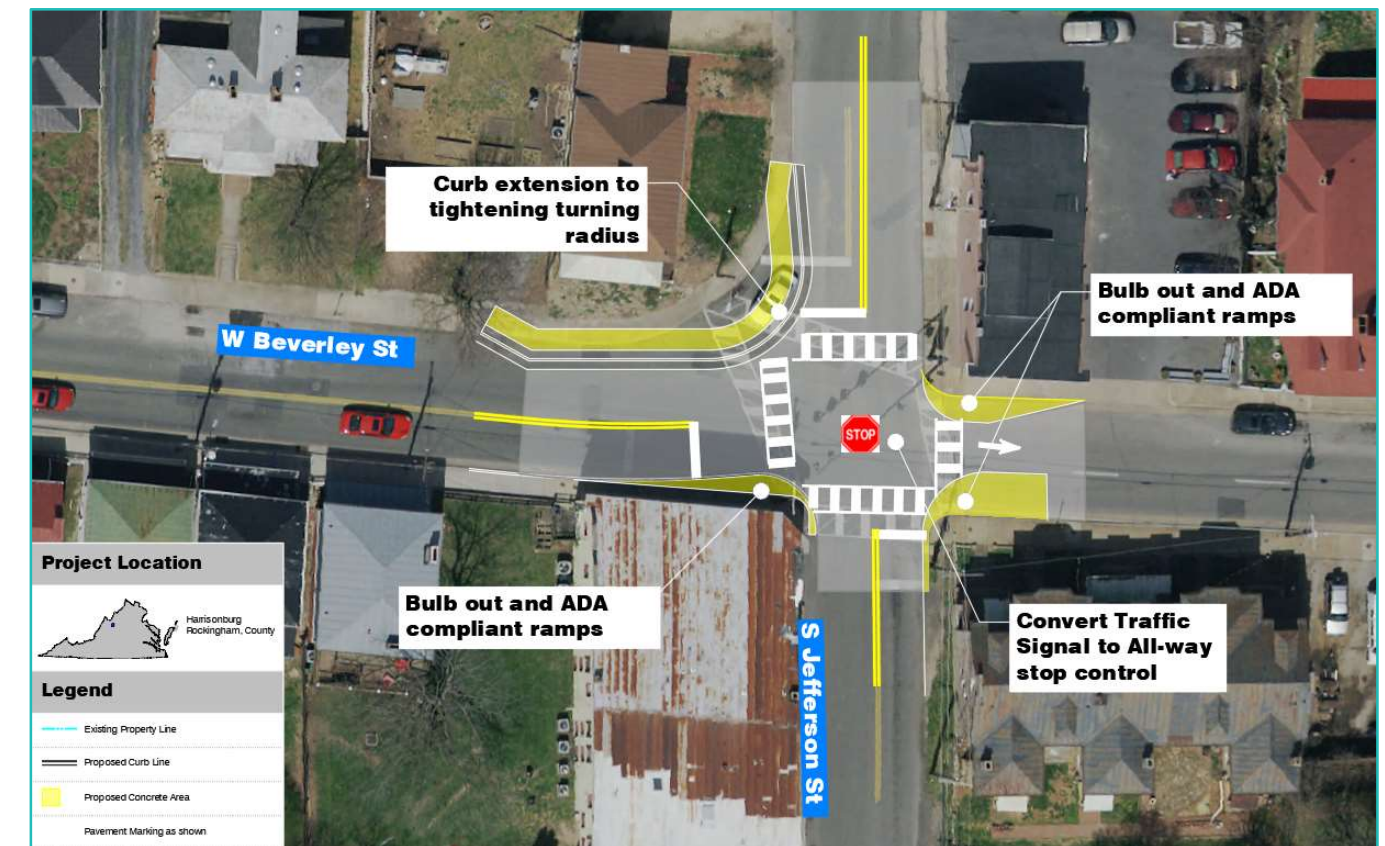 Curb extension to
tightening turning
radius
Bulb out and ADA
compliant ramps
W Beverley St
STOP
Bulb out and ADA
compliant ramps
S Jefferson St
Convert Traffic
Signal to All-way
stop control
Project Location
Harrisonburg
Rockingham, County
Legend
Existing Property Line
Proposed Curb Line
Proposed Concrete Area
Pavement Marking as shown